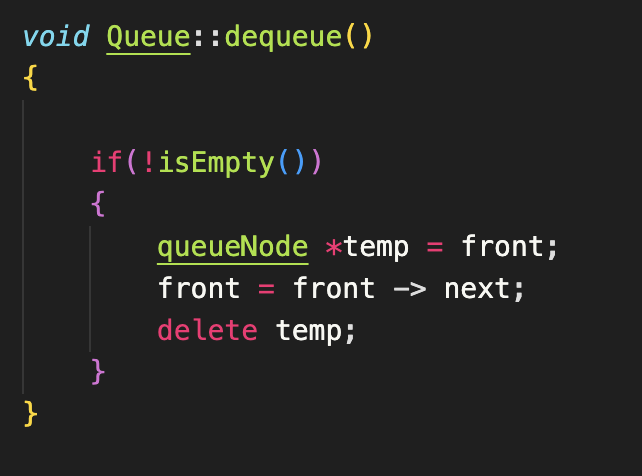 void Queue::dequeue()
{
if(!isEmpty())
{
queueNode *temp = front;
front = front -> next;
delete temp;
}
}